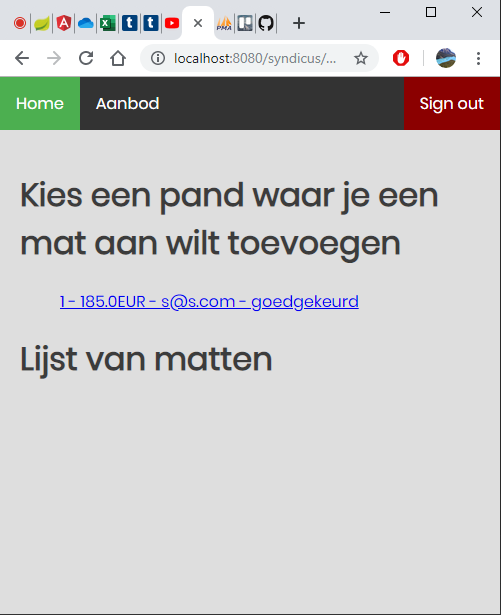 localhost:8080/syndicus/...
Home Aanbod Sign out
Kies een pand waar je een
mat aan wilt toevoegen
1 - 185.0EUR - s@s.com - goedgekeurd
Lijst van matten